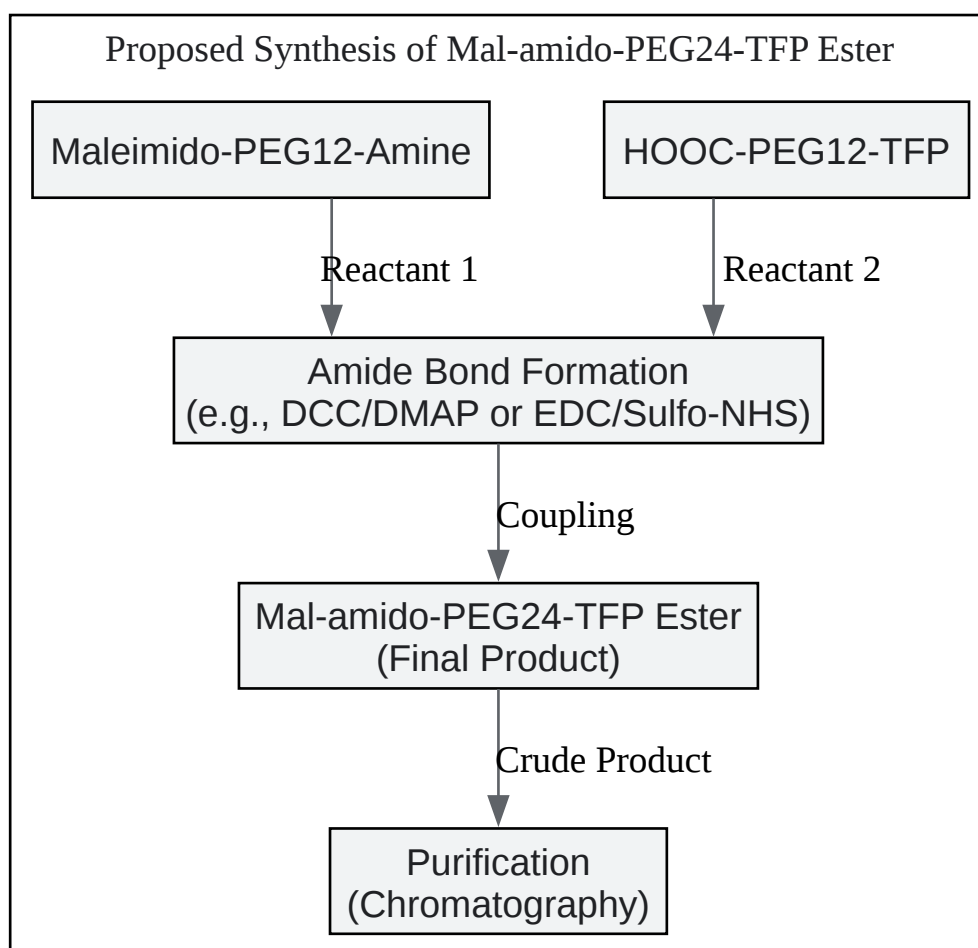 Proposed Synthesis of Mal-amido-PEG24-TFP Ester
Maleimido-PEG12-Amine
HOOC-PEG12-TFP
Reactant 1
Reactant 2
Amide Bond Formation
(e.g., DCC/DMAP or EDC/Sulfo-NHS)
Coupling
Mal-amido-PEG24-TFP Ester
(Final Product)
Crude Product
Purification
(Chromatography)